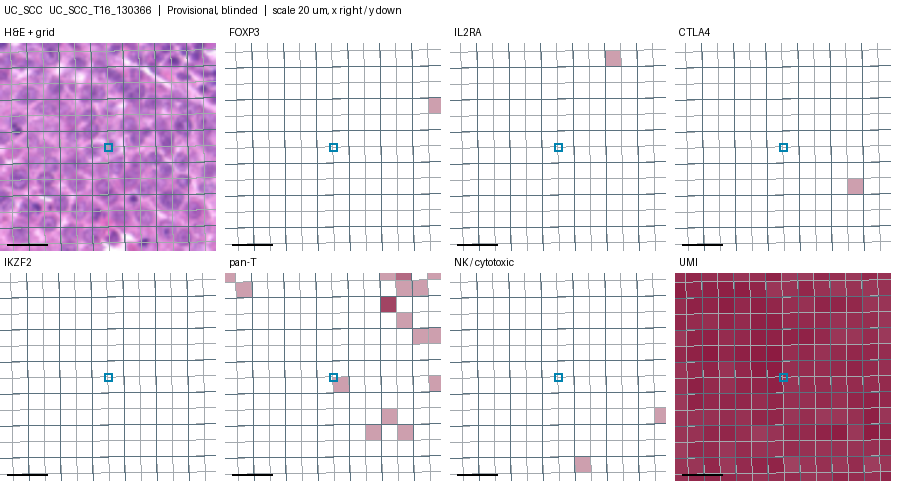 UC_SCC UC_SCC_T16_130366 | Provisional, blinded | scale 20 um, x right / y down
H&E + grid
FOXP3
IL2RA
CTLA4
IKZF2
pan-T
NK / cytotoxic
UMI